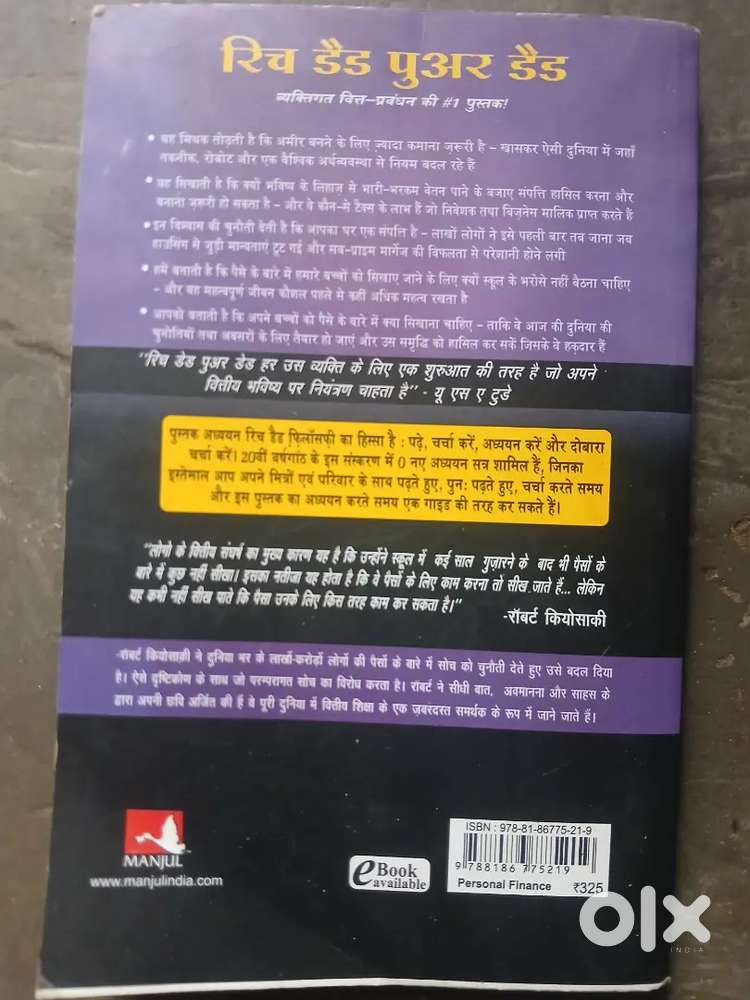 रिच डैड पुअर डैड
व्यक्तिगत वित्त-प्रबंधन की #1 पुस्तक!
• यह मिथक तोड़ती है कि अमीर बनने के लिए ज़्यादा कमाना ज़रूरी है - खासकर ऐसी दुनिया में जहाँ
तकनीक, रोबोट और एक वैश्विक अर्थव्यवस्था से नियम बदल रहे हैं
• यह सिखाती है कि क्यों भविष्य के लिहाज़ से भारी-भरकम वेतन पाने के बजाए संपत्ति हासिल करना और
बनाना ज़रूरी हो सकता है - और वे कौन-से टैक्स के लाभ हैं जो निवेशक तथा बिज़नेस मालिक प्राप्त करते हैं
• इन विश्वास की चुनौती देती है कि आपका घर एक संपत्ति है - लाखों लोगों ने इसे पहली बार तब जाना जब
हाउसिंग से जुड़ी मान्यताएं टूट गई और सब-प्राइम मार्गेज की विफलता से परेशानी होने लगी
• हमें बताती है कि पैसे के बारे में हमारे बच्चों को सिखाए जाने के लिए क्यों स्कूल के भरोसे नहीं बैठना चाहिए
- और वह महत्वपूर्ण जीवन कौशल पहले से कहीं अधिक महत्व रखता है
• आपको बताती है कि अपने बच्चों को पैसे के बारे में क्या सिखाना चाहिए - ताकि वे आज की दुनिया की
चुनौतियों तथा अवसरों के लिए तैयार हो जाएं और उस समृद्धि को हासिल कर सकें जिसके वे हकदार हैं
"रिच डेड पुअर डेड हर उस व्यक्ति के लिए एक शुरुआत की तरह है जो अपने
वित्तीय भविष्य पर नियंत्रण चाहता है" - यू एस ए टुडे
पुस्तक अध्ययन रिच डैड फ़िलॉसफी का हिस्सा है : पढ़े, चर्चा करें, अध्ययन करें और दोबारा
चर्चा करें। 20वीं वर्षगांठ के इस संस्करण में 0 नए अध्ययन सत्र शामिल हैं, जिनका
इस्तेमाल आप अपने मित्रों एवं परिवार के साथ पढ़ते हुए, पुन: पढ़ते हुए, चर्चा करते समय
और इस पुस्तक का अध्ययन करते समय एक गाइड की तरह कर सकते हैं।
"लोगो के वित्तीय संघर्ष का मुख्य कारण यह है कि उन्होंने स्कूल में कई साल गुज़ारने के बाद भी पैसों के
बारे में कुछ नहीं सीखा। इसका नतीजा यह होता है कि वे पैसों के लिए काम करना तो सीख जाते हैं... लेकिन
यह कभी नहीं सीख पाते कि पैसा उनके लिए किस तरह काम कर सकता है।"
-रॉबर्ट कियोसाकी
-रॉबर्ट कियोसाकी ने दुनिया भर के लाखों-करोड़ों लोगों की पैसों के बारे में सोच को चुनौती देते हुए उसे बदल दिया
है। ऐसे दृष्टिकोण के साथ जो परम्परागत सोच का विरोध करता है। रॉबर्ट ने सीधी बात, अवमानना और साहस के
द्वारा अपनी छवि अर्जित की हैं वे पूरी दुनिया में वित्तीय शिक्षा के एक ज़बरदस्त समर्थक के रूप में जाने जाते हैं।
MANJUL
www.manjulindia.com
eBook
available
ISBN : 978-81-86775-21-9
9 788186 775219
Personal Finance ₹325
olx
INDIA